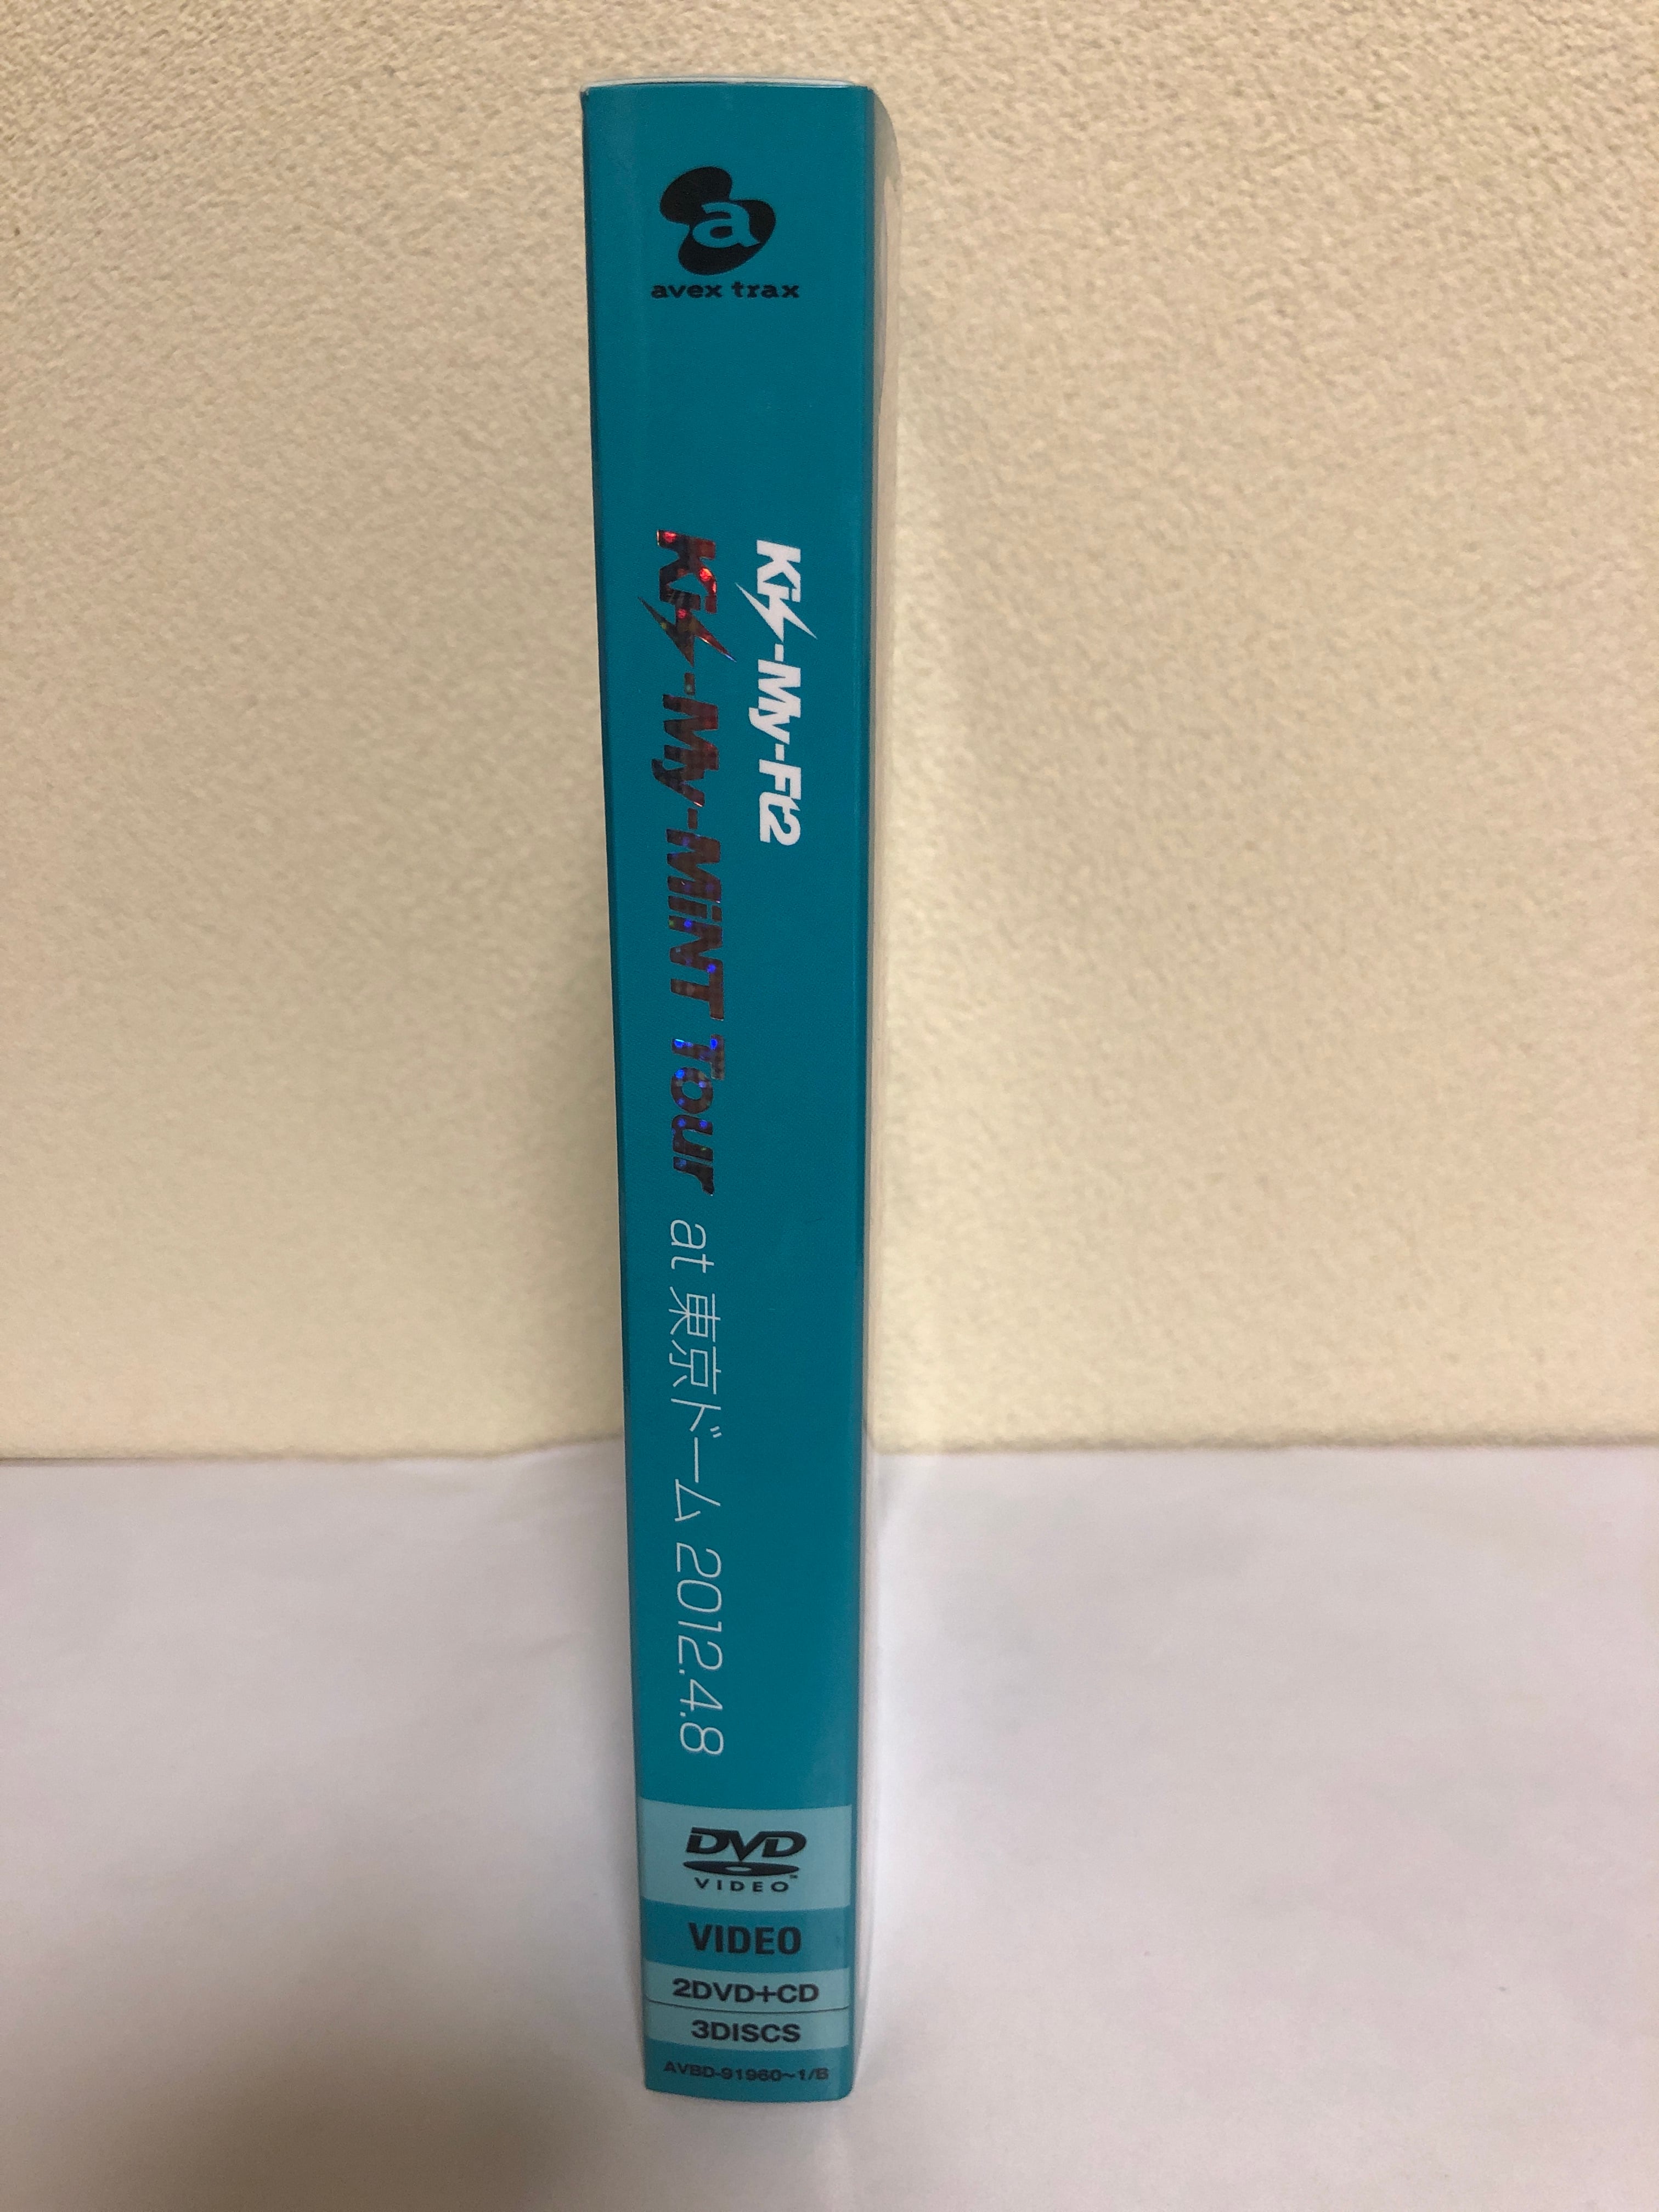 a
avex trax
Kis-My-Ft2
Kis-My-MiNT Tour at 東京ドーム 2012.4.8
DVD
VIDEO™
VIDEO
2DVD+CD
3DISCS
AVBD-91960~1/B